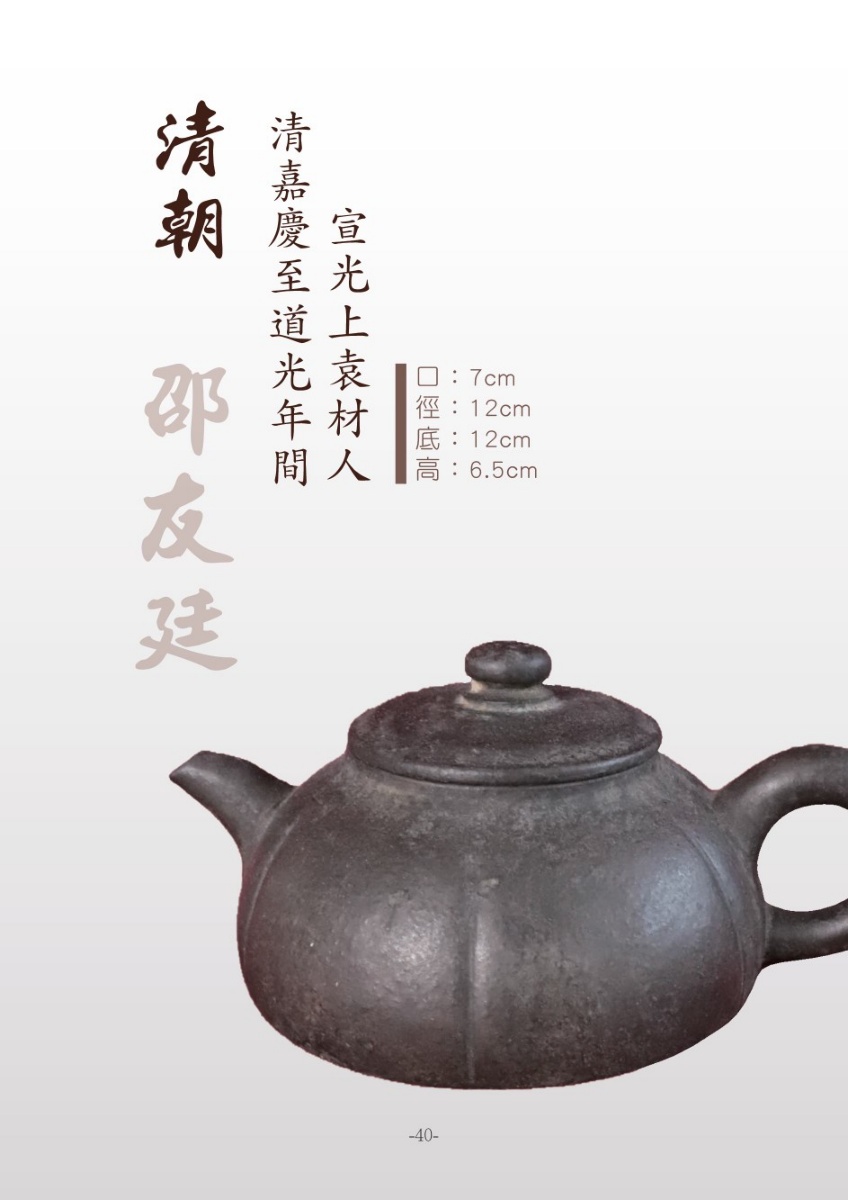 清朝
邵友廷
清嘉慶至道光年間
宣光上袁材人
口：7cm
徑：12cm
底：12cm
高：6.5cm
-40-